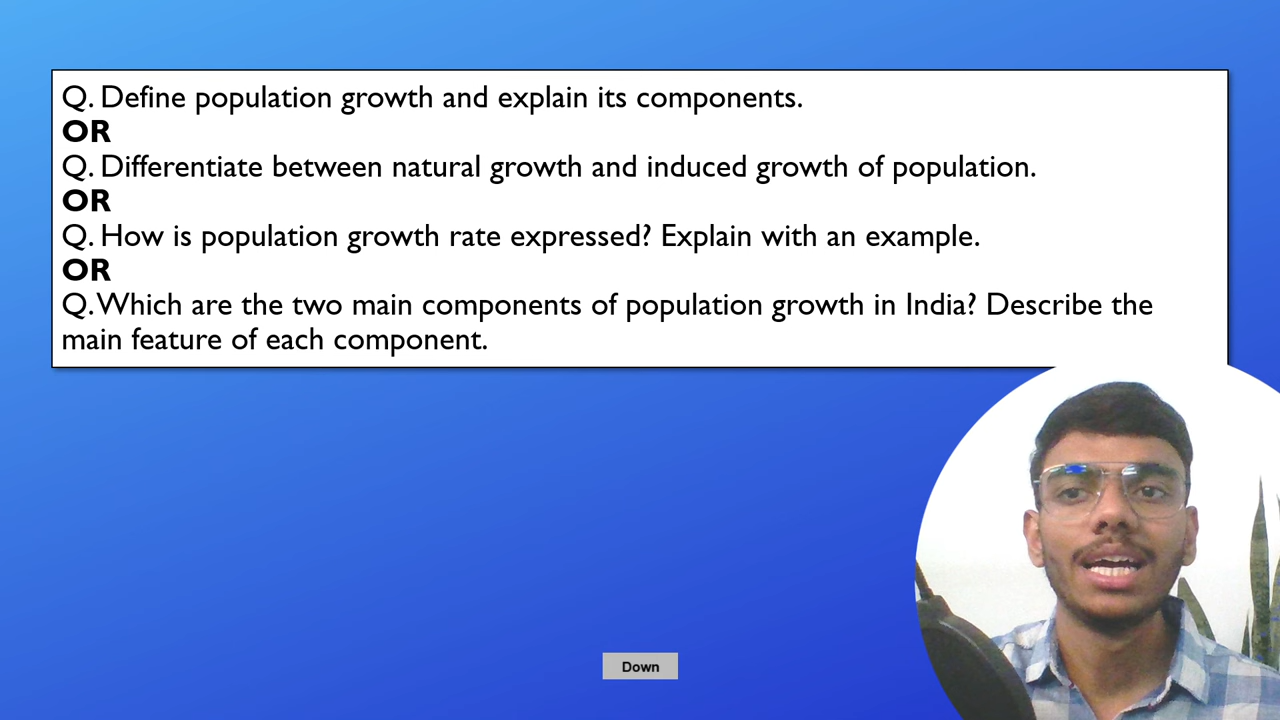 Q. Define population growth and explain its components.
OR
Q. Differentiate between natural growth and induced growth of population.
OR
Q. How is population growth rate expressed? Explain with an example.
OR
Q. Which are the two main components of population growth in India? Describe the
main feature of each component.
Down